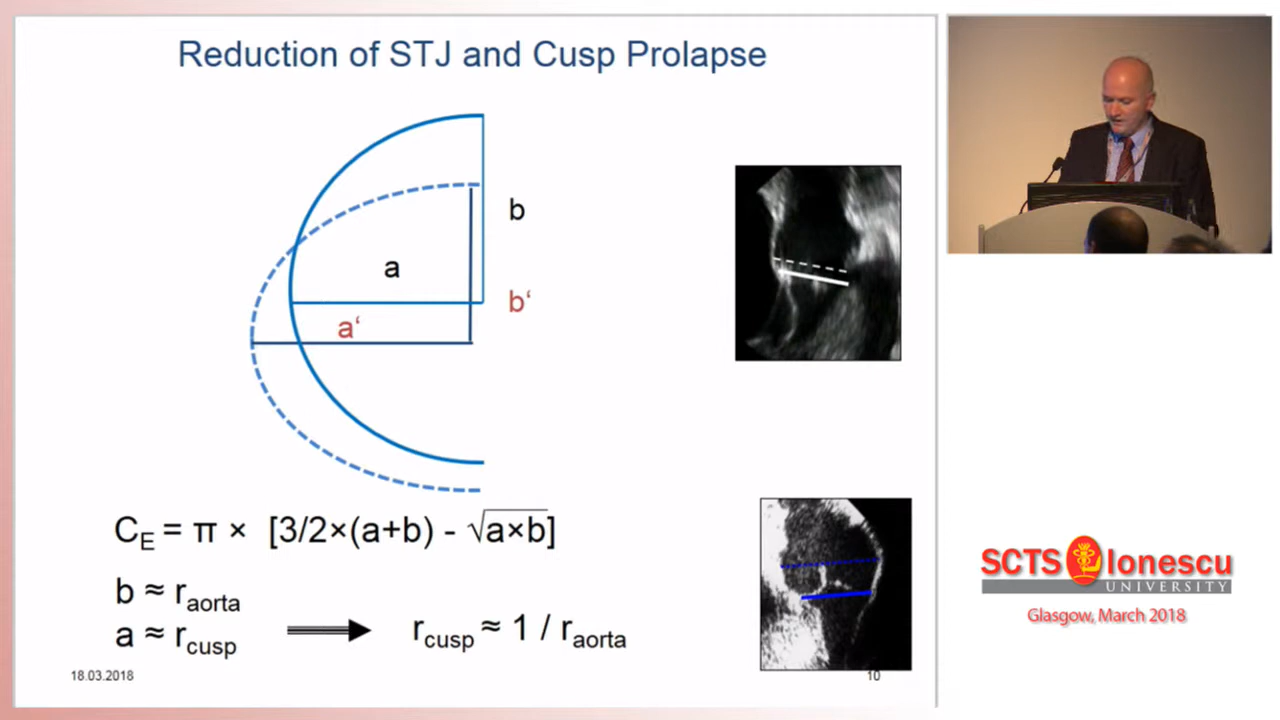 Reduction of STJ and Cusp Prolapse
b
a
b‘
a‘
C_E = π × [3/2×(a+b) - √a×b]
b ≈ r_aorta
a ≈ r_cusp
r_cusp ≈ 1 / r_aorta
18.03.2018
10
SCTS Ionescu
UNIVERSITY
Glasgow, March 2018